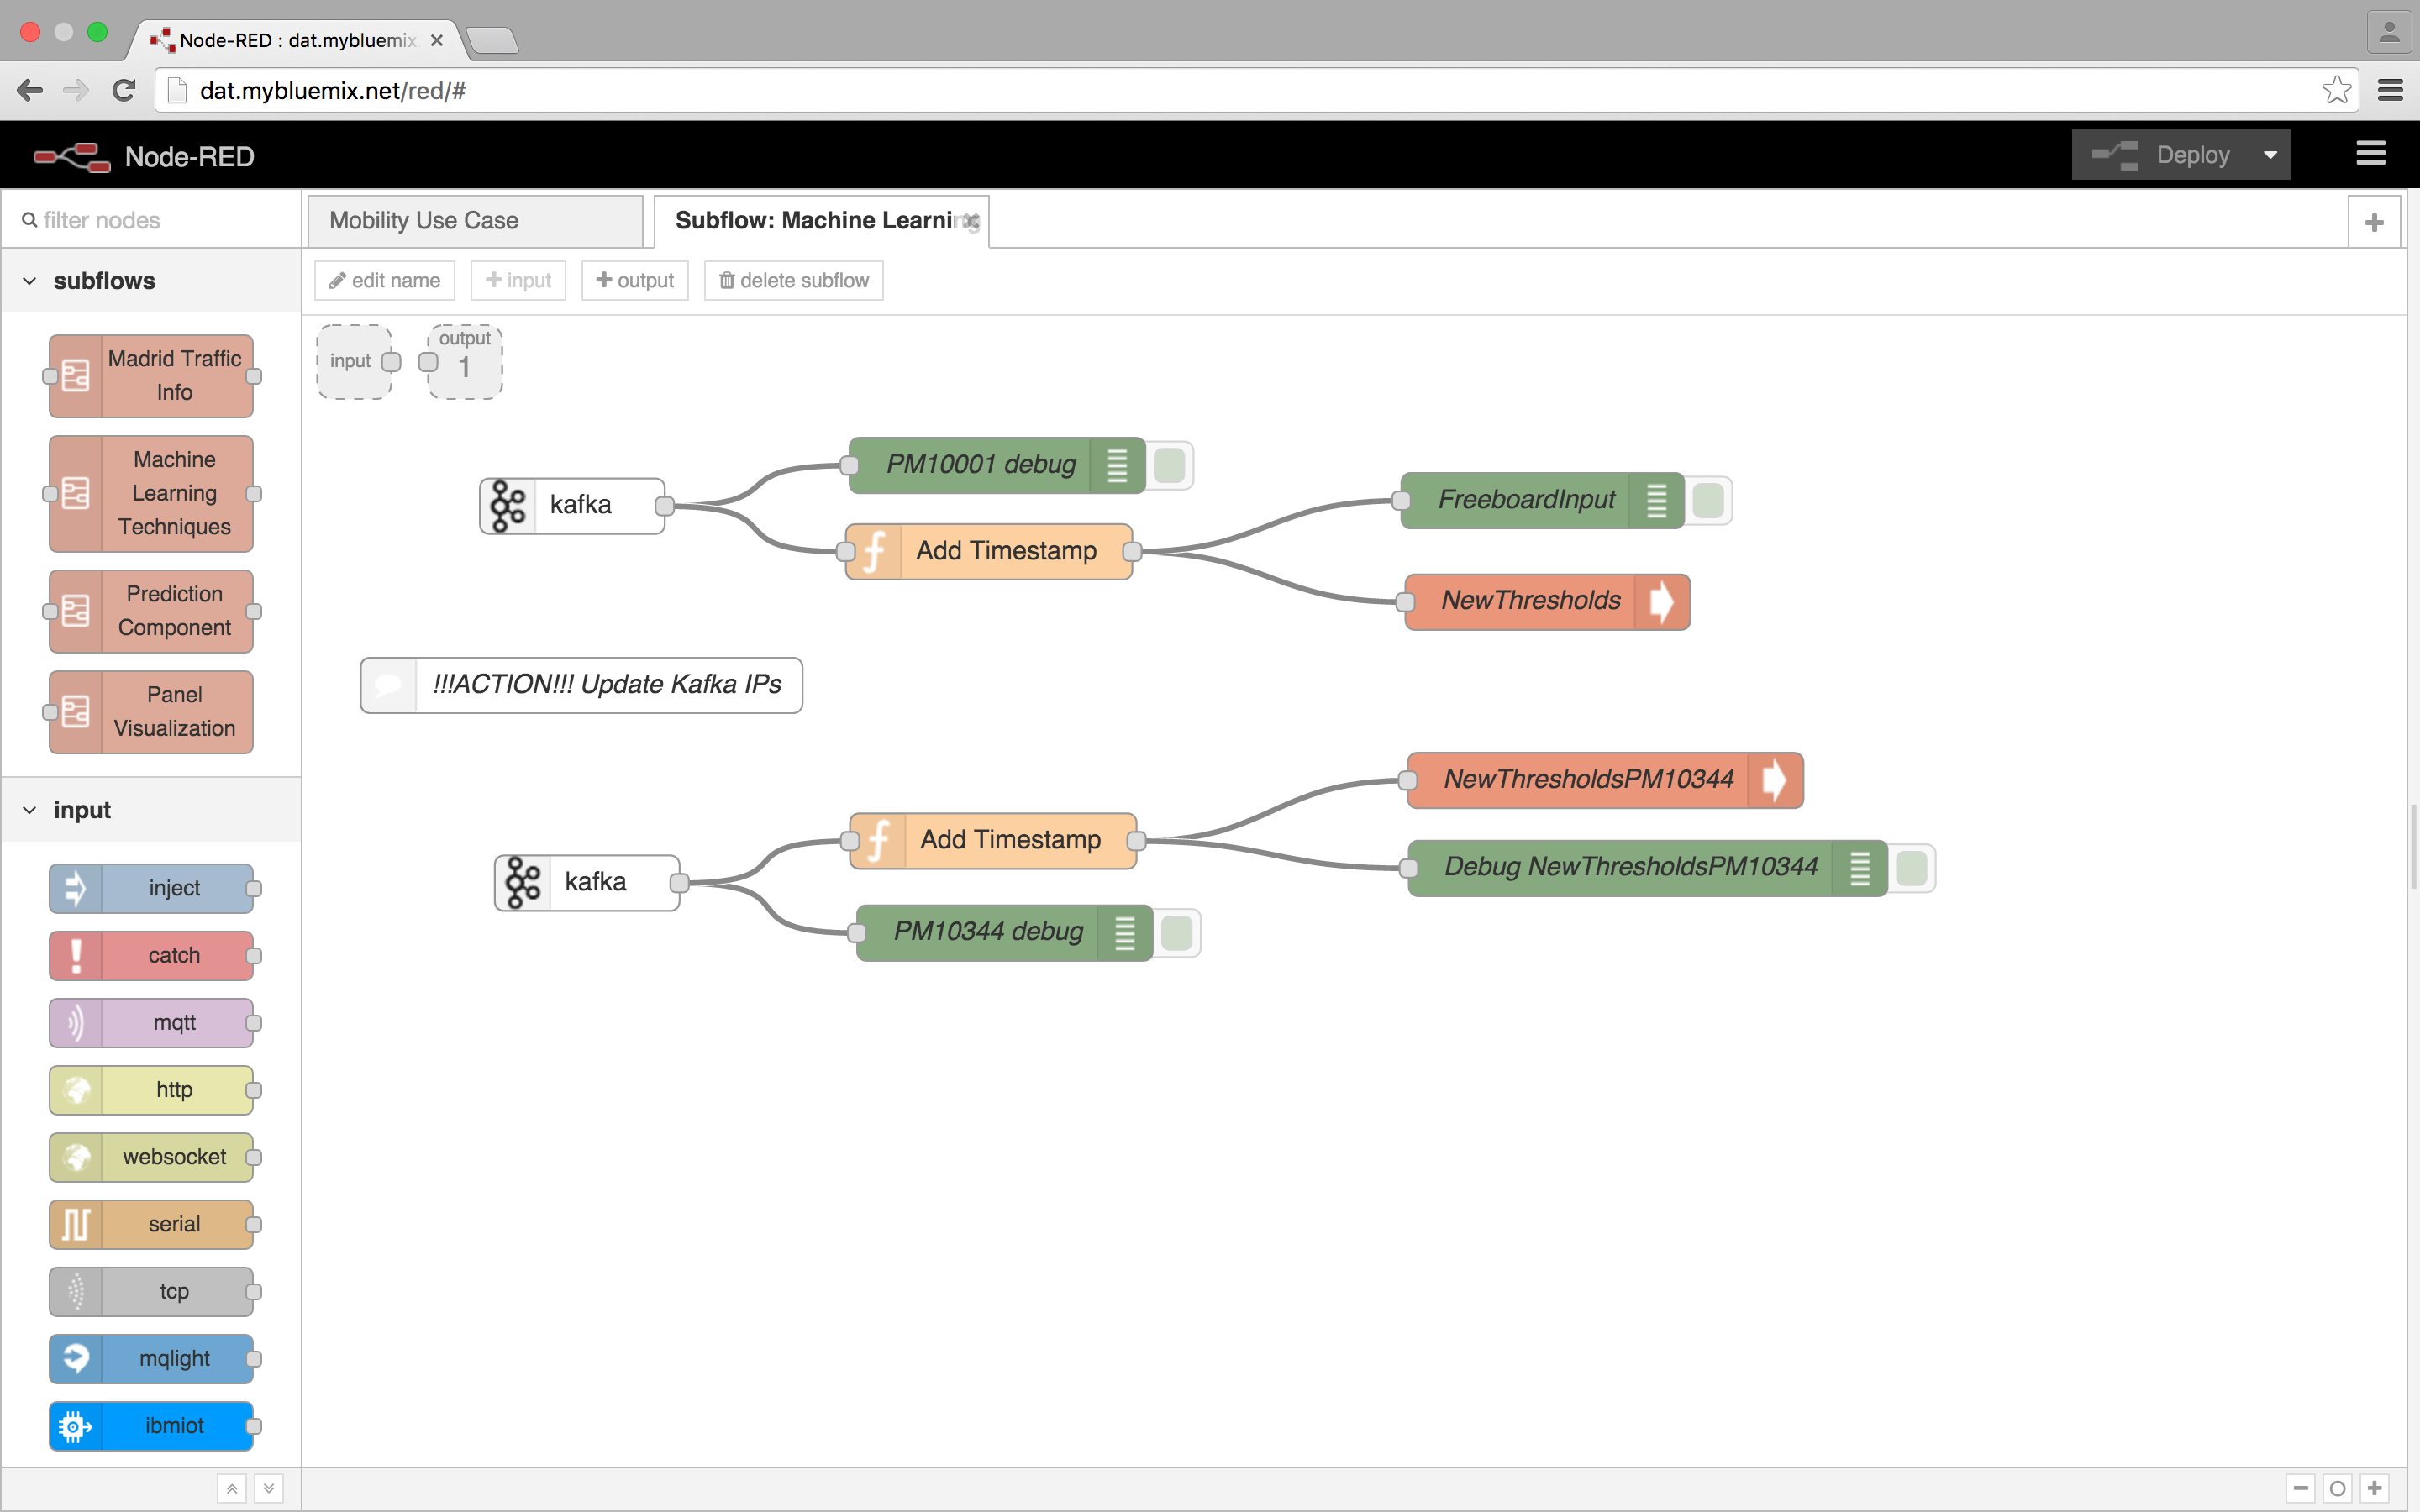 Node-RED : dat.mybluemix
dat.mybluemix.net/red/#
Node-RED
Deploy
filter nodes
Mobility Use Case
Subflow: Machine Learning
edit name
input
output
delete subflow
subflows
Madrid Traffic
Info
Machine
Learning
Techniques
Prediction
Component
Panel
Visualization
input
inject
catch
mqtt
http
websocket
serial
tcp
mqlight
ibmiot
input
output
1
PM10001 debug
kafka
FreeboardInput
Add Timestamp
NewThresholds
!!!ACTION!!! Update Kafka IPs
NewThresholdsPM10344
Add Timestamp
Debug NewThresholdsPM10344
kafka
PM10344 debug